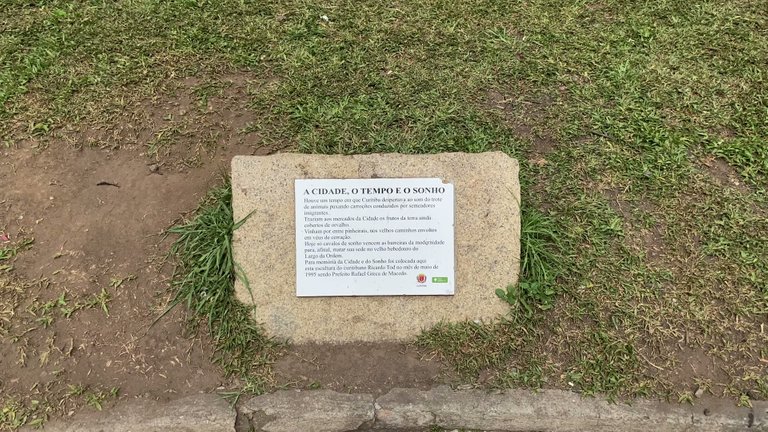 A CIDADE, O TEMPO E O SONHO
Houve um tempo em que Curitiba despertava ao som do trote
de animais puxando carroções conduzidos por semeadores
imigrantes.
Traziam aos mercados da Cidade os frutos da terra ainda
cobertos de orvalho.
Vinham por entre pinheirais, nos velhos caminhos envoltos
em véus de cerração.
Hoje só cavalos de sonho vencem as barreiras da modernidade
para, afinal, matar sua sede no velho bebedouro do
Largo da Ordem.
Para memória da Cidade e do Sonho foi colocada aqui
esta escultura do curitibano Ricardo Tod no mês de maio de
1995 sendo Prefeito Rafael Greca de Macedo.